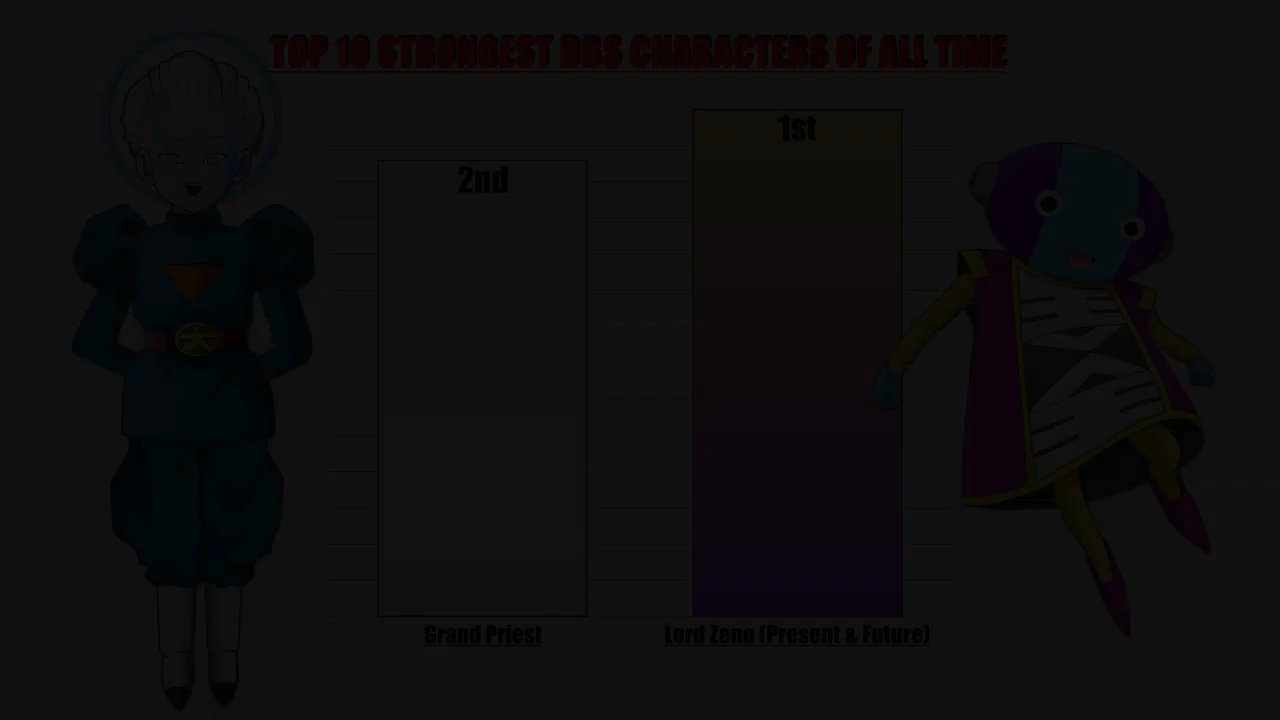 TOP 10 STRONGEST DBS CHARACTERS OF ALL TIME
1st
2nd
Grand Priest
Lord Zeno (Present & Future)